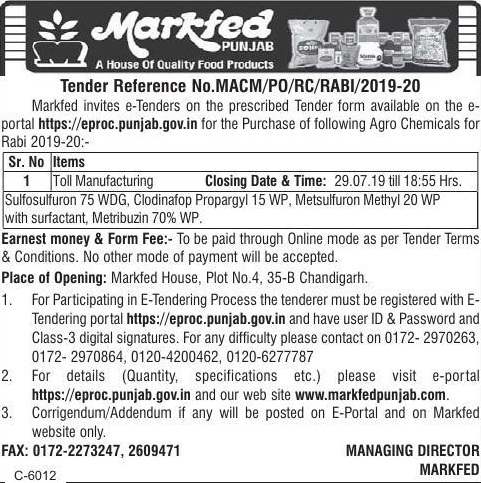 Markfed
PUNJAB
A House Of Quality Food Products
Tender Reference No.MACM/PO/RC/RABI/2019-20
Markfed invites e-Tenders on the prescribed Tender form available on the e-
portal https://eproc.punjab.gov.in for the Purchase of following Agro Chemicals for
Rabi 2019-20:-
Sr. No Items
1 Toll Manufacturing Closing Date & Time: 29.07.19 till 18:55 Hrs.
Sulfosulfuron 75 WDG, Clodinafop Propargyl 15 WP, Metsulfuron Methyl 20 WP
with surfactant, Metribuzin 70% WP.
Earnest money & Form Fee:- To be paid through Online mode as per Tender Terms
& Conditions. No other mode of payment will be accepted.
Place of Opening: Markfed House, Plot No.4, 35-B Chandigarh.
1. For Participating in E-Tendering Process the tenderer must be registered with E-
Tendering portal https://eproc.punjab.gov.in and have user ID & Password and
Class-3 digital signatures. For any difficulty please contact on 0172- 2970263,
0172- 2970864, 0120-4200462, 0120-6277787
2. For details (Quantity, specifications etc.) please visit e-portal
https://eproc.punjab.gov.in and our web site www.markfedpunjab.com.
3. Corrigendum/Addendum if any will be posted on E-Portal and on Markfed
website only.
FAX: 0172-2273247, 2609471 MANAGING DIRECTOR
MARKFED
C-6012